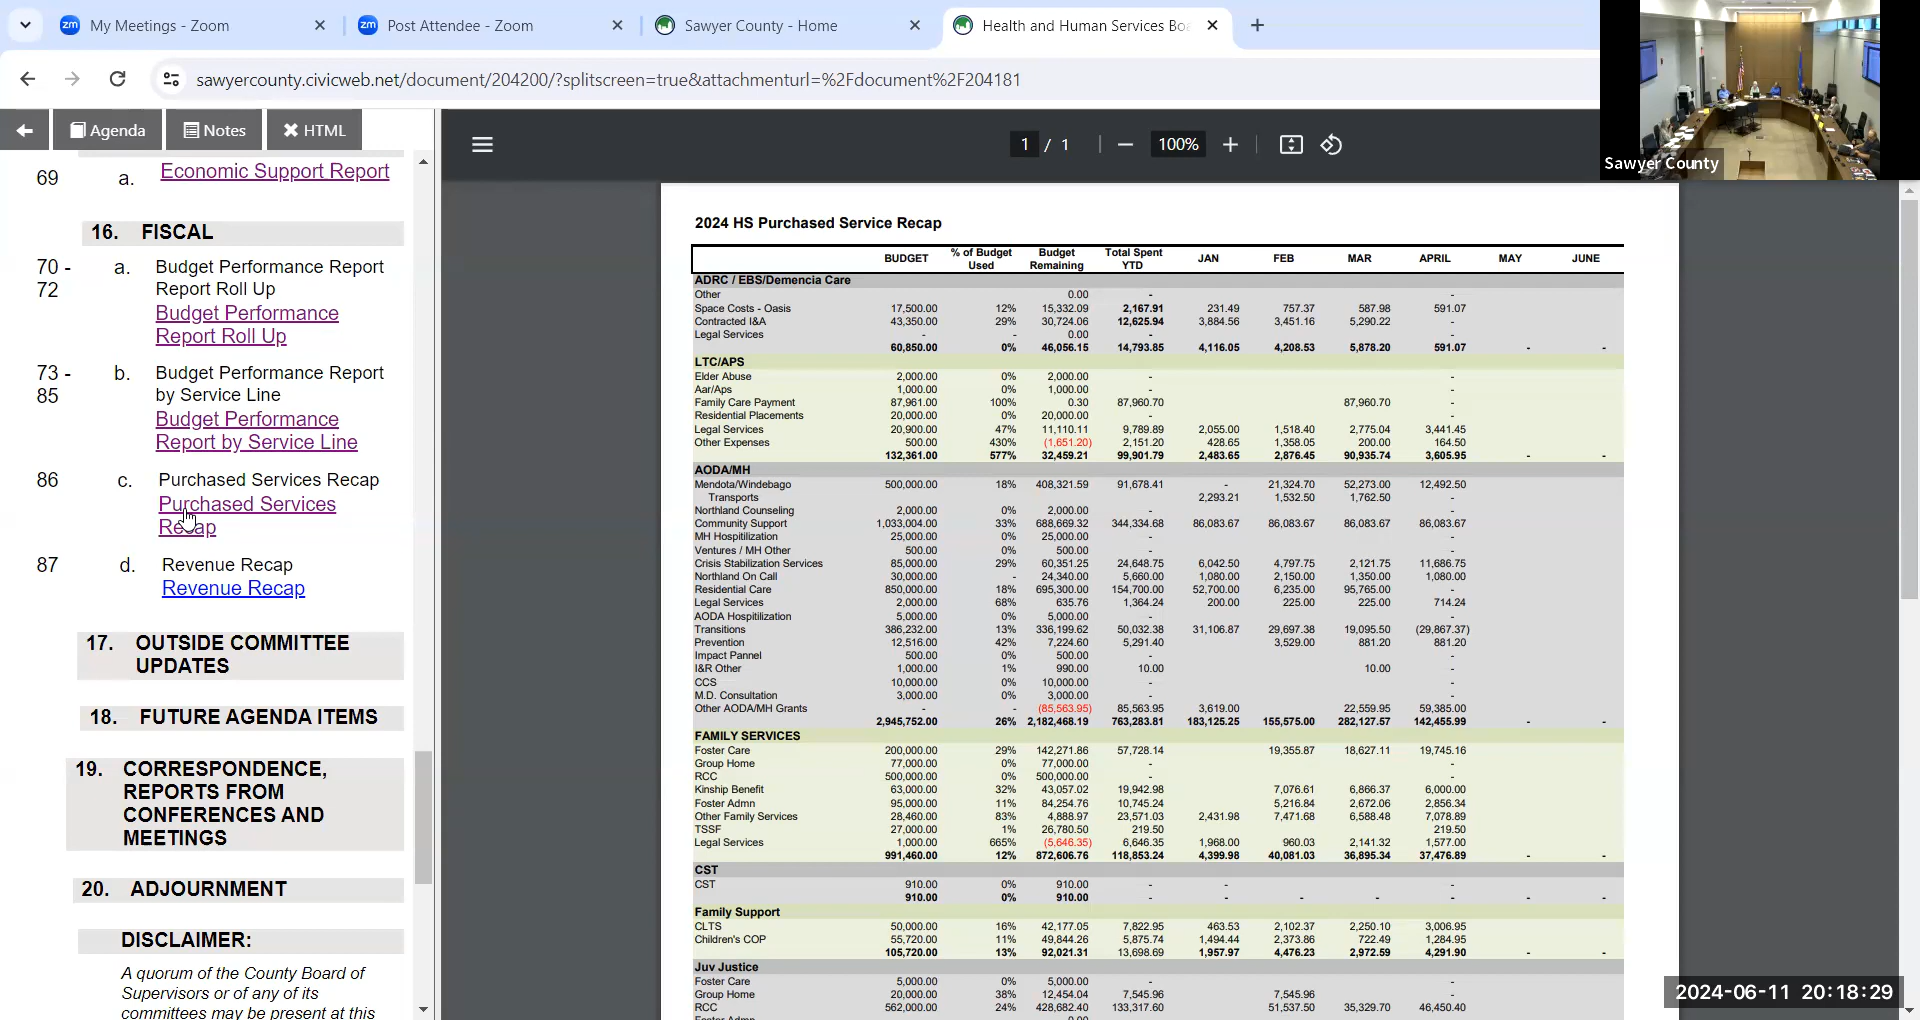 My Meetings - Zoom
Post Attendee - Zoom
Sawyer County - Home
Health and Human Services Boa
sawyercounty.civicweb.net/document/204200/?splitscreen=true&attachmenturl=%2Fdocument%2F204181
Agenda Notes HTML
1 / 1 100%
Sawyer County
69 a. Economic Support Report
16. FISCAL
70 - 72 a. Budget Performance Report
Report Roll Up
Budget Performance
Report Roll Up
73 - 85 b. Budget Performance Report
by Service Line
Budget Performance
Report by Service Line
86 c. Purchased Services Recap
Purchased Services
Recap
87 d. Revenue Recap
Revenue Recap
17. OUTSIDE COMMITTEE
UPDATES
18. FUTURE AGENDA ITEMS
19. CORRESPONDENCE,
REPORTS FROM
CONFERENCES AND
MEETINGS
20. ADJOURNMENT
DISCLAIMER:
A quorum of the County Board of
Supervisors or of any of its
committees may be present at this
2024 HS Purchased Service Recap
BUDGET % of Budget Used Budget Remaining Total Spent YTD JAN FEB MAR APRIL MAY JUNE
ADRC / EBS/Demencia Care
Other 0.00 - -
Space Costs - Oasis 17,500.00 12% 15,332.09 2,167.91 231.49 757.37 587.98 591.07
Contracted I&A 43,350.00 29% 30,724.06 12,625.94 3,884.56 3,451.16 5,290.22 -
Legal Services - - 0.00 - -
60,850.00 0% 46,056.15 14,793.85 4,116.05 4,208.53 5,878.20 591.07 - -
LTC/APS
Elder Abuse 2,000.00 0% 2,000.00 - -
Aar/Aps 1,000.00 0% 1,000.00 - -
Family Care Payment 87,961.00 100% 0.30 87,960.70 87,960.70 -
Residential Placements 20,000.00 0% 20,000.00 - -
Legal Services 20,900.00 47% 11,110.11 9,789.89 2,055.00 1,518.40 2,775.04 3,441.45
Other Expenses 500.00 430% (1,651.20) 2,151.20 428.65 1,358.05 200.00 164.50
132,361.00 577% 32,459.21 99,901.79 2,483.65 2,876.45 90,935.74 3,605.95 - -
AODA/MH
Mendota/Windebago 500,000.00 18% 408,321.59 91,678.41 - 21,324.70 52,273.00 12,492.50
Transports 2,293.21 1,532.50 1,762.50 -
Northland Counseling 2,000.00 0% 2,000.00 - -
Community Support 1,033,004.00 33% 688,669.32 344,334.68 86,083.67 86,083.67 86,083.67 86,083.67
MH Hospitilization 25,000.00 0% 25,000.00 - -
Ventures / MH Other 500.00 0% 500.00 - -
Crisis Stabilization Services 85,000.00 29% 60,351.25 24,648.75 6,042.50 4,797.75 2,121.75 11,686.75
Northland On Call 30,000.00 - 24,340.00 5,660.00 1,080.00 2,150.00 1,350.00 1,080.00
Residential Care 850,000.00 18% 695,300.00 154,700.00 52,700.00 6,235.00 95,765.00 -
Legal Services 2,000.00 68% 635.76 1,364.24 200.00 225.00 225.00 714.24
AODA Hospitilization 5,000.00 0% 5,000.00 - -
Transitions 386,232.00 13% 336,199.62 50,032.38 31,106.87 29,697.38 19,095.50 (29,867.37)
Prevention 12,516.00 42% 7,224.60 5,291.40 3,529.00 881.20 881.20
Impact Pannel 500.00 0% 500.00 - -
I&R Other 1,000.00 1% 990.00 10.00 10.00 -
CCS 10,000.00 0% 10,000.00 - -
M.D. Consultation 3,000.00 0% 3,000.00 - -
Other AODA/MH Grants - - (85,563.95) 85,563.95 3,619.00 22,559.95 59,385.00
2,945,752.00 26% 2,182,468.19 763,283.81 183,125.25 155,575.00 282,127.57 142,455.99 - -
FAMILY SERVICES
Foster Care 200,000.00 29% 142,271.86 57,728.14 19,355.87 18,627.11 19,745.16
Group Home 77,000.00 0% 77,000.00 - -
RCC 500,000.00 0% 500,000.00 - -
Kinship Benefit 63,000.00 32% 43,057.02 19,942.98 7,076.61 6,866.37 6,000.00
Foster Admn 95,000.00 11% 84,254.76 10,745.24 5,216.84 2,672.06 2,856.34
Other Family Services 28,460.00 83% 4,888.97 23,571.03 2,431.98 7,471.68 6,588.48 7,078.89
TSSF 27,000.00 1% 26,780.50 219.50 219.50
Legal Services 1,000.00 665% (5,646.35) 6,646.35 1,968.00 960.03 2,141.32 1,577.00
991,460.00 12% 872,606.76 118,853.24 4,399.98 40,081.03 36,895.34 37,476.89 - -
CST
CST 910.00 0% 910.00 - - -
910.00 0% 910.00 - - - - - - -
Family Support
CLTS 50,000.00 16% 42,177.05 7,822.95 463.53 2,102.37 2,250.10 3,006.95
Children's COP 55,720.00 11% 49,844.26 5,875.74 1,494.44 2,373.86 722.49 1,284.95
105,720.00 13% 92,021.31 13,698.69 1,957.97 4,476.23 2,972.59 4,291.90 - -
Juv Justice
Foster Care 5,000.00 0% 5,000.00 - -
Group Home 20,000.00 38% 12,454.04 7,545.96 7,545.96 -
RCC 562,000.00 24% 428,682.40 133,317.60 51,537.50 35,329.70 46,450.40
2024-06-11 20:18:29